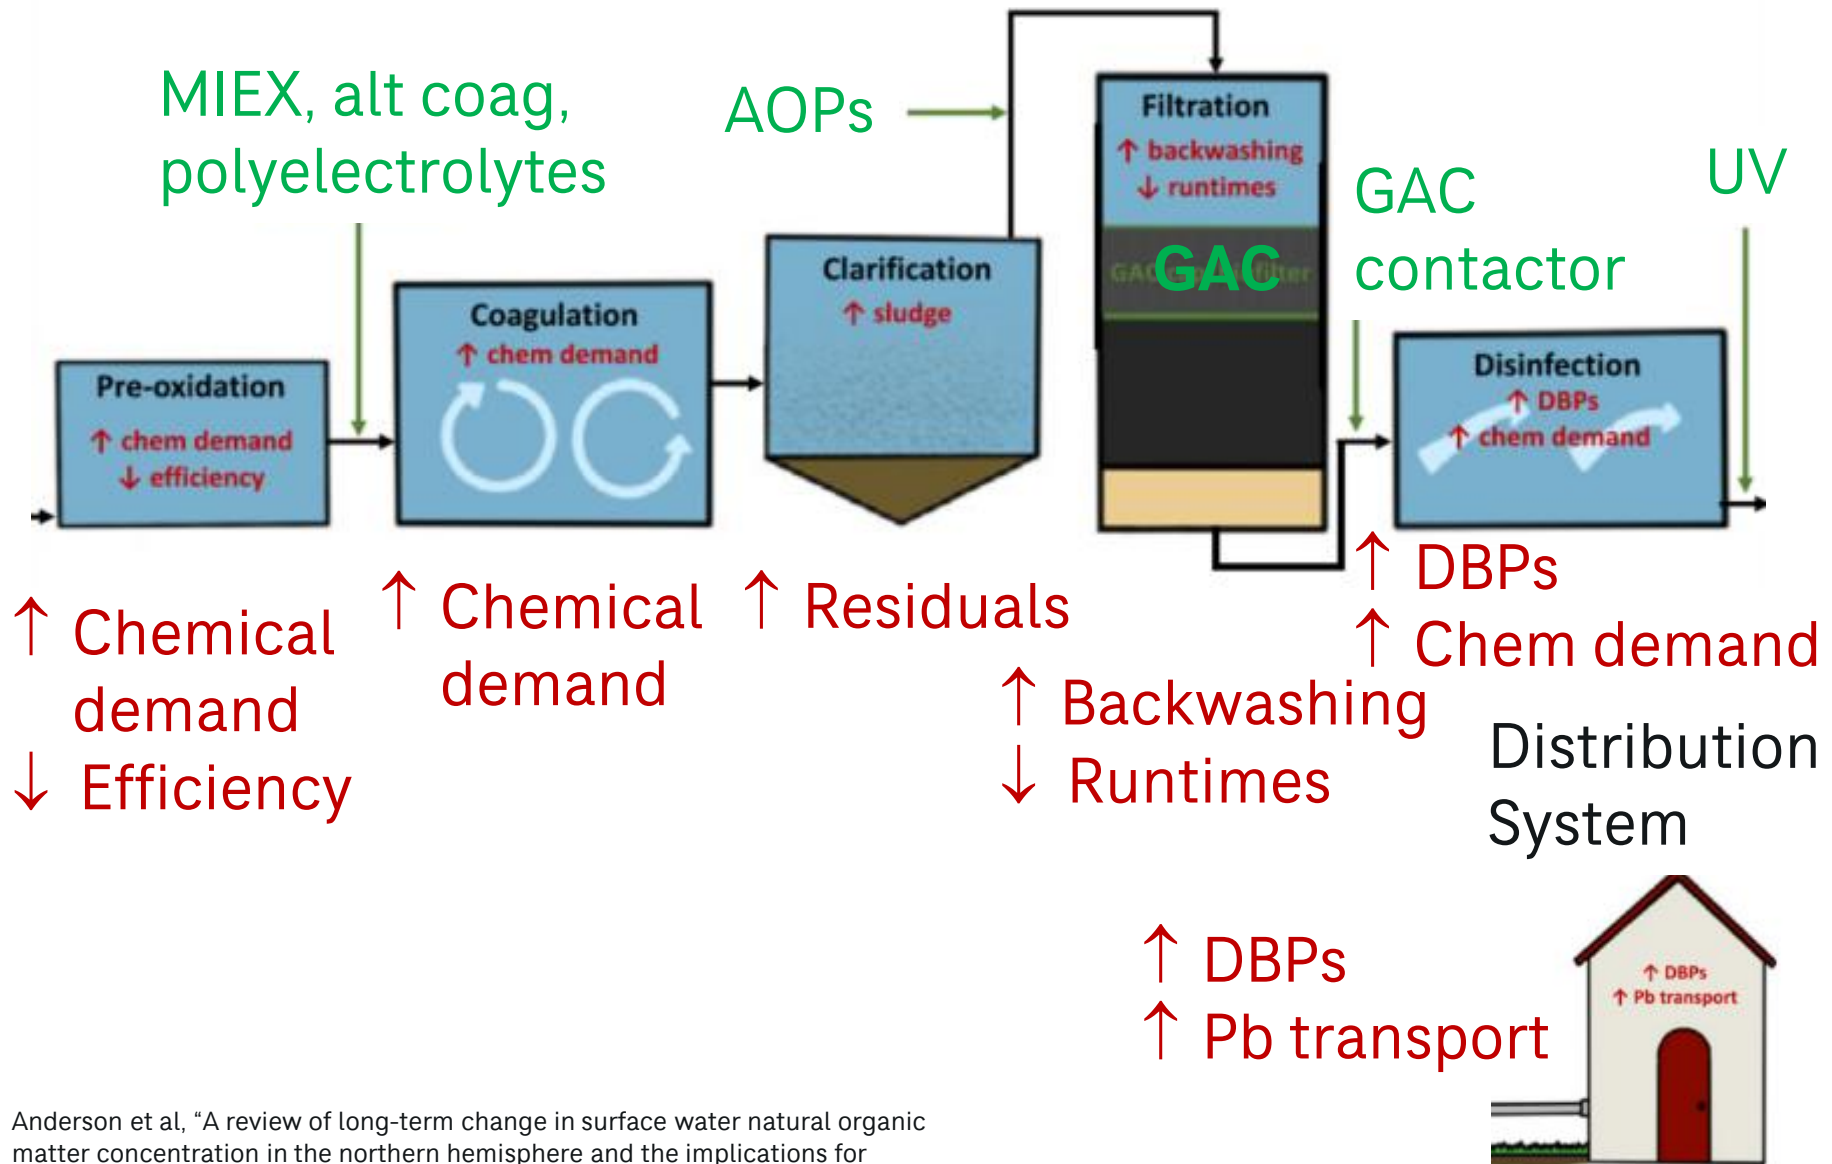 MIEX, alt coag,
polyelectrolytes
AOPs
Filtration
↑ backwashing
↓ runtimes
GAC
GAC
contactor
UV
Clarification
↑ sludge
Coagulation
↑ chem demand
Pre-oxidation
↑ chem demand
↓ efficiency
Disinfection
↑ DBPs
↑ chem demand
↑ Chemical
demand
↓ Efficiency
↑ Chemical
demand
↑ Residuals
↑ Backwashing
↓ Runtimes
↑ DBPs
↑ Chem demand
Distribution
System
↑ DBPs
↑ Pb transport
↑ DBPs
↑ Pb transport
Anderson et al, “A review of long-term change in surface water natural organic
matter concentration in the northern hemisphere and the implications for